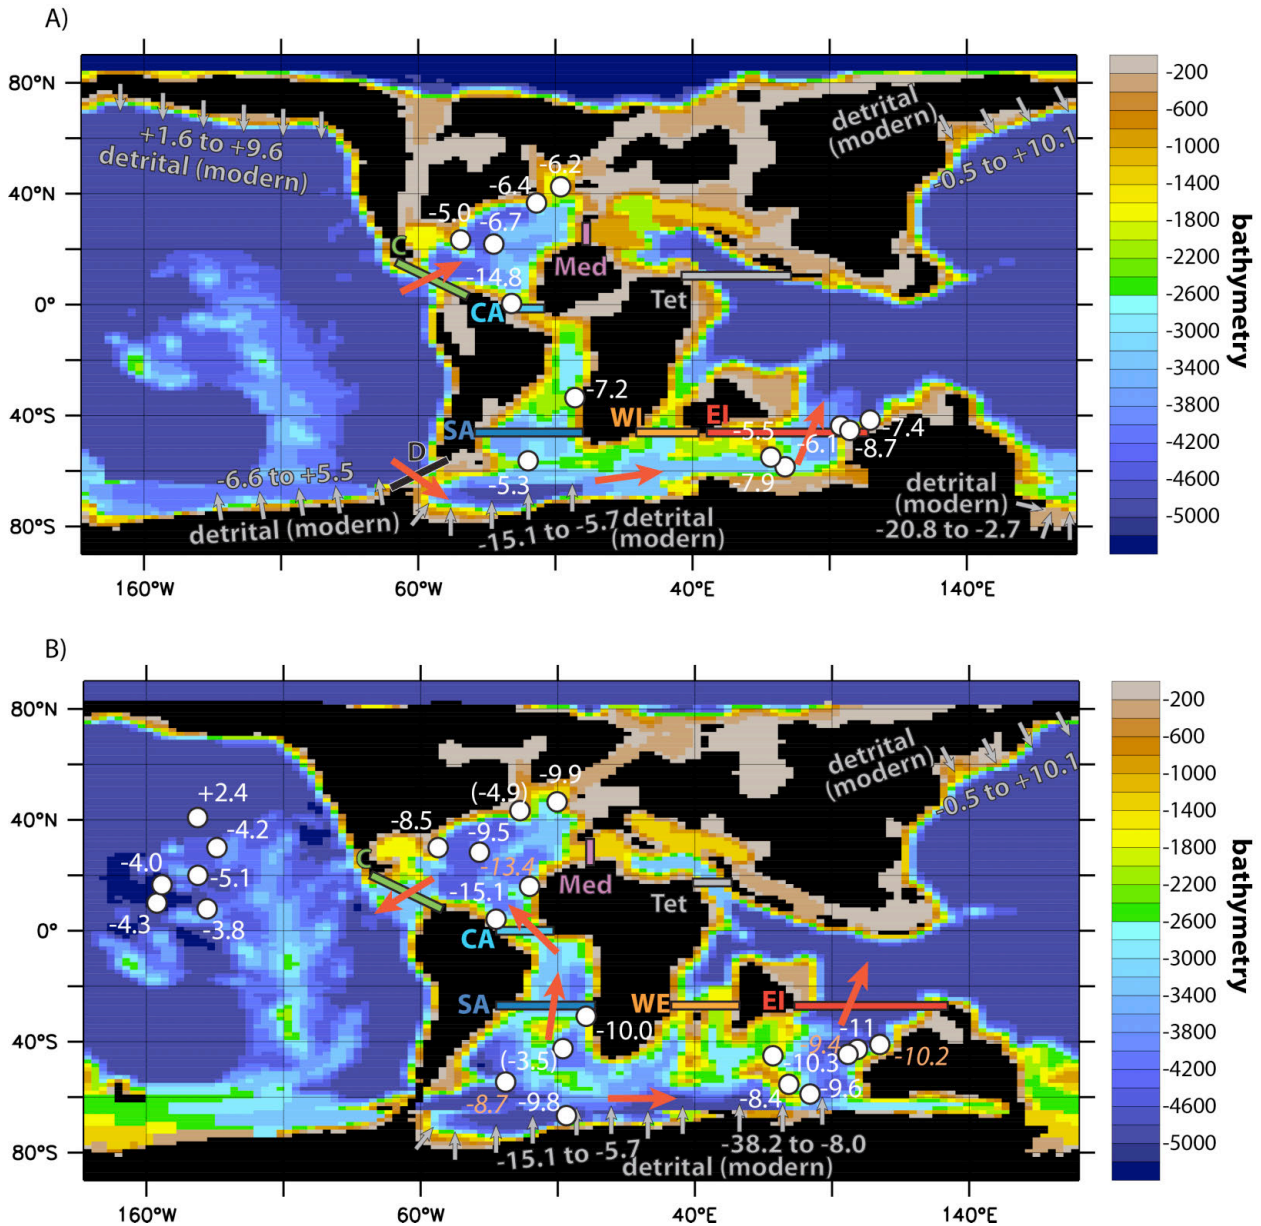 A)
80°N
40°N
0°
40°S
80°S
160°W
60°W
40°E
140°E
+1.6 to +9.6
detrital (modern)
detrital
(modern)
-0.5 to +10.1
-6.2
-6.4
-5.0
-6.7
C
-14.8
Med
CA
Tet
-7.2
SA
WI
EI
-5.5
-6.1
-7.4
-8.7
D
-5.3
-7.9
-6.6 to +5.5
detrital (modern)
-15.1 to -5.7
detrital
(modern)
detrital
(modern)
-20.8 to -2.7
-200
-600
-1000
-1400
-1800
-2200
-2600
-3000
-3400
-3800
-4200
-4600
-5000
bathymetry
B)
80°N
40°N
0°
40°S
80°S
160°W
60°W
40°E
140°E
detrital
(modern)
-0.5 to +10.1
+2.4
-4.2
-4.0
-5.1
-4.3
-3.8
-9.9
(-4.9)
-8.5
-9.5
-13.4
C
-15.1
Med
CA
Tet
SA
WE
EI
-10.0
(-3.5)
-8.7
-9.8
-11
-9.4
-10.3
-10.2
-8.4
-9.6
-15.1 to -5.7
-38.2 to -8.0
detrital (modern)
-200
-600
-1000
-1400
-1800
-2200
-2600
-3000
-3400
-3800
-4200
-4600
-5000
bathymetry